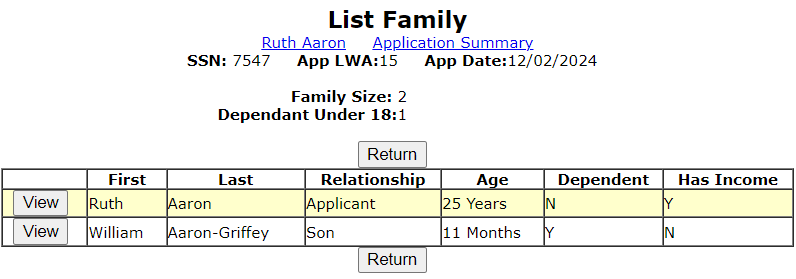 List Family
Ruth Aaron Application Summary
SSN: 7547 App LWA:15 App Date:12/02/2024
Family Size: 2
Dependant Under 18:1
Return
First Last Relationship Age Dependent Has Income
View Ruth Aaron Applicant 25 Years N Y
View William Aaron-Griffey Son 11 Months Y N
Return